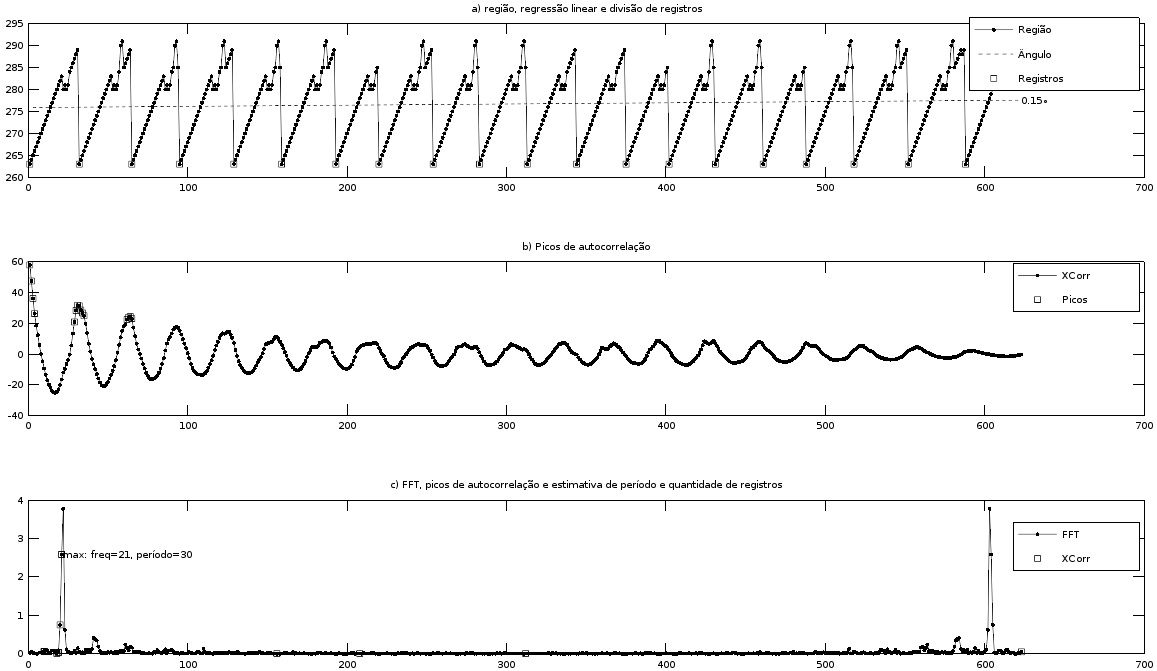 a) região, regressão linear e divisão de registros
295
290
285
280
275
270
265
260
0 100 200 300 400 500 600 700
Região
Ângulo
Registros
0.15°
b) Picos de autocorrelação
60
40
20
0
-20
-40
0 100 200 300 400 500 600 700
XCorr
Picos
c) FFT, picos de autocorrelação e estimativa de período e quantidade de registros
4
3
2
1
0
0 100 200 300 400 500 600 700
max: freq=21, período=30
FFT
XCorr